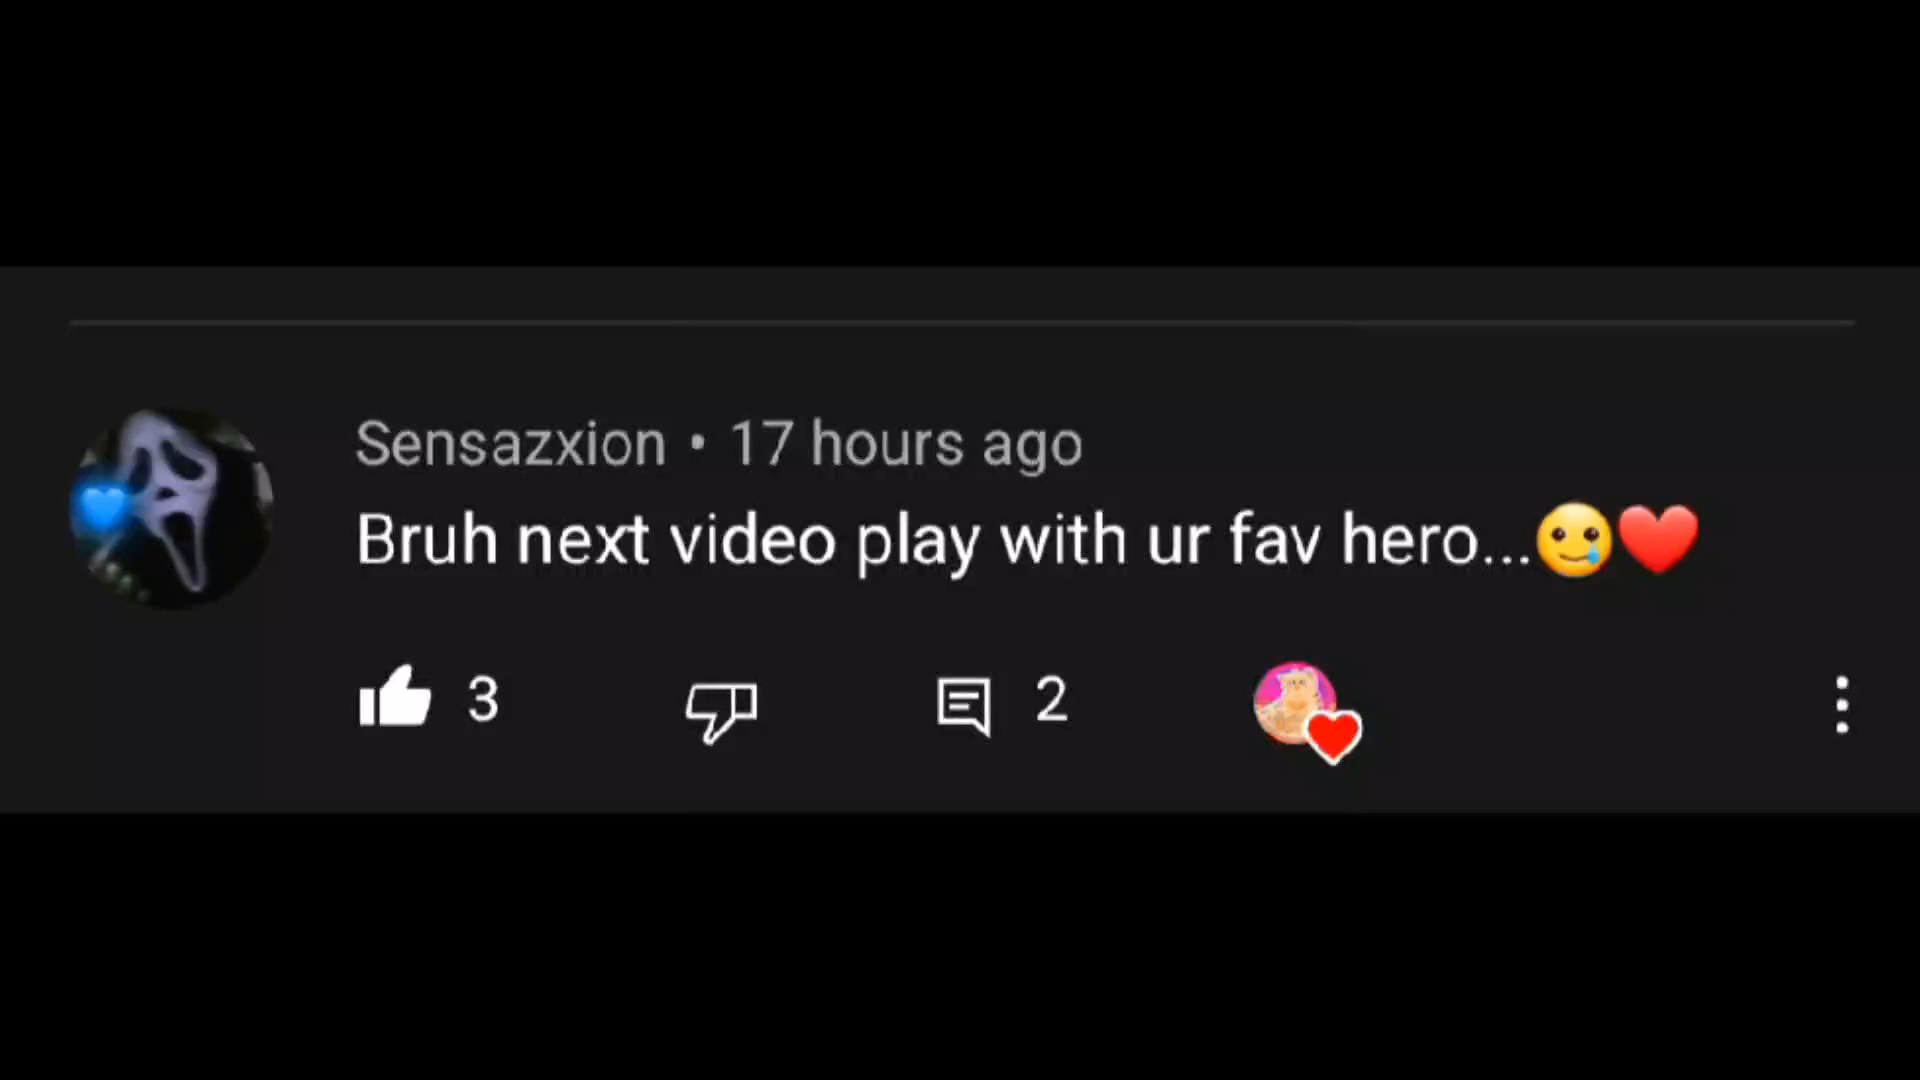 Sensazxion • 17 hours ago
Bruh next video play with ur fav hero...🥲❤️
3 2